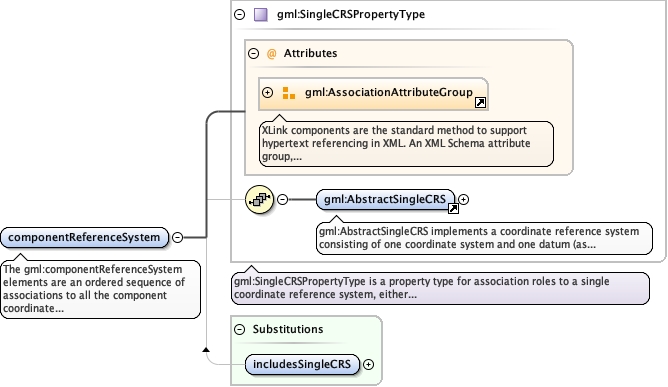 gml:SingleCRSPropertyType
@ Attributes
gml:AssociationAttributeGroup
XLink components are the standard method to support
hypertext referencing in XML. An XML Schema attribute
group,...
gml:AbstractSingleCRS
gml:AbstractSingleCRS implements a coordinate reference system
consisting of one coordinate system and one datum (as...
componentReferenceSystem
The gml:componentReferenceSystem
elements are an ordered sequence of
associations to all the component
coordinate...
gml:SingleCRSPropertyType is a property type for association roles to a single
coordinate reference system, either...
Substitutions
includesSingleCRS